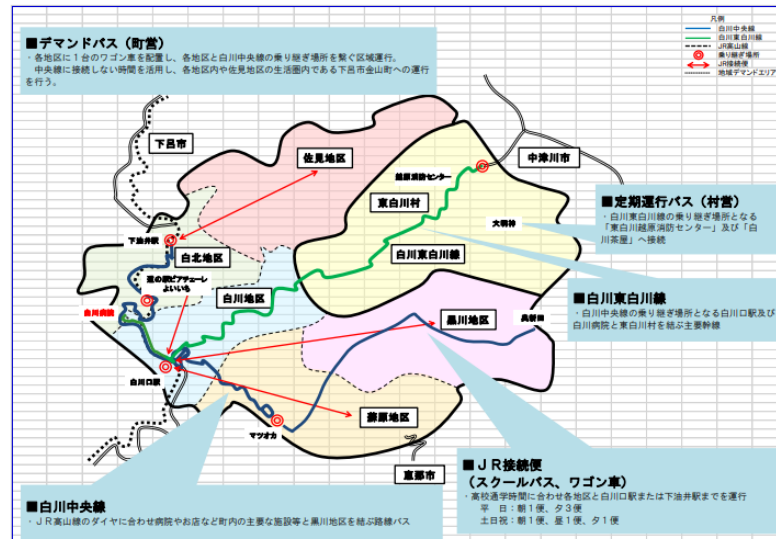 凡例
白川中央線
白川東白川線
JR高山線
乗り継ぎ場所
JR接続便
地域デマンドエリア
■デマンドバス（町営）
・各地区に１台のワゴン車を配置し、各地区と白川中央線の乗り継ぎ場所を繋ぐ区域運行。
中央線に接続しない時間を活用し、各地区内や佐見地区の生活圏内である下呂市金山町への運行
を行う。
下呂市
佐見地区
越原消防センター
中津川市
東白川村
大明神
■定期運行バス（村営）
・白川東白川線の乗り継ぎ場所となる
「東白川越原消防センター」及び「白
川茶屋」へ接続
下油井駅
白北地区
白川東白川線
道の駅ピアチェーレ
よいいち
白川地区
■白川東白川線
・白川中央線の乗り継ぎ場所となる白川口駅及び
白川病院と東白川村を結ぶ主要幹線
白川病院
黒川地区
白川口駅
蘇原地区
マツオカ
恵那市
■ＪＲ接続便
（スクールバス、ワゴン車）
・高校通学時間に合わせ各地区と白川口駅または下油井駅までを運行
平　日：朝１便、夕３便
土日祝：朝１便、昼１便、夕１便
■白川中央線
・ＪＲ高山線のダイヤに合わせ病院やお店など町内の主要な施設等と黒川地区を結ぶ路線バス